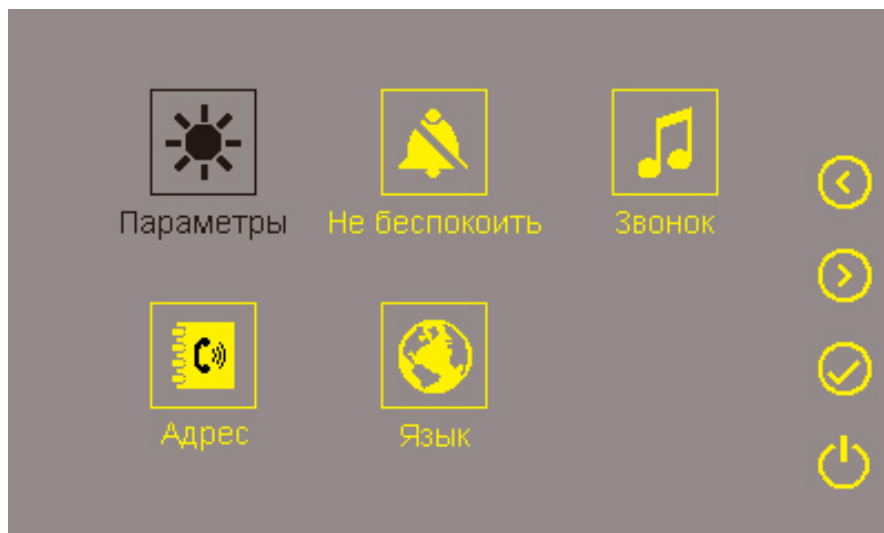 Параметры
Не беспокоить
Звонок
Адрес
Язык